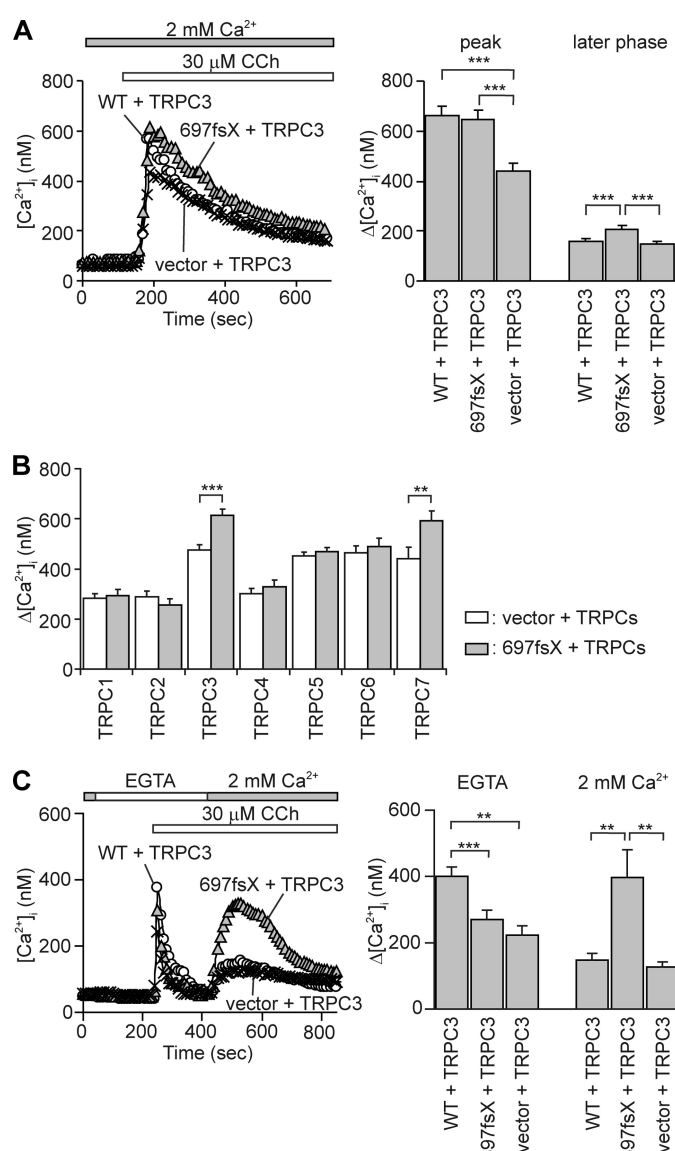 A
2 mM Ca²⁺
30 μM CCh
WT + TRPC3
697fsX + TRPC3
vector + TRPC3
[Ca²⁺]ᵢ (nM)
800
600
400
200
0
0 200 400 600
Time (sec)
peak later phase
*** *** *** ***
Δ[Ca²⁺]ᵢ (nM)
800
600
400
200
0
WT + TRPC3
697fsX + TRPC3
vector + TRPC3
WT + TRPC3
697fsX + TRPC3
vector + TRPC3
B
Δ[Ca²⁺]ᵢ (nM)
800
600
400
200
0
*** **
TRPC1
TRPC2
TRPC3
TRPC4
TRPC5
TRPC6
TRPC7
: vector + TRPCs
: 697fsX + TRPCs
C
EGTA 2 mM Ca²⁺
30 μM CCh
WT + TRPC3
697fsX + TRPC3
vector + TRPC3
[Ca²⁺]ᵢ (nM)
600
400
200
0
0 200 400 600 800
Time (sec)
EGTA 2 mM Ca²⁺
** *** ** **
Δ[Ca²⁺]ᵢ (nM)
600
400
200
0
WT + TRPC3
97fsX + TRPC3
vector + TRPC3
WT + TRPC3
97fsX + TRPC3
vector + TRPC3